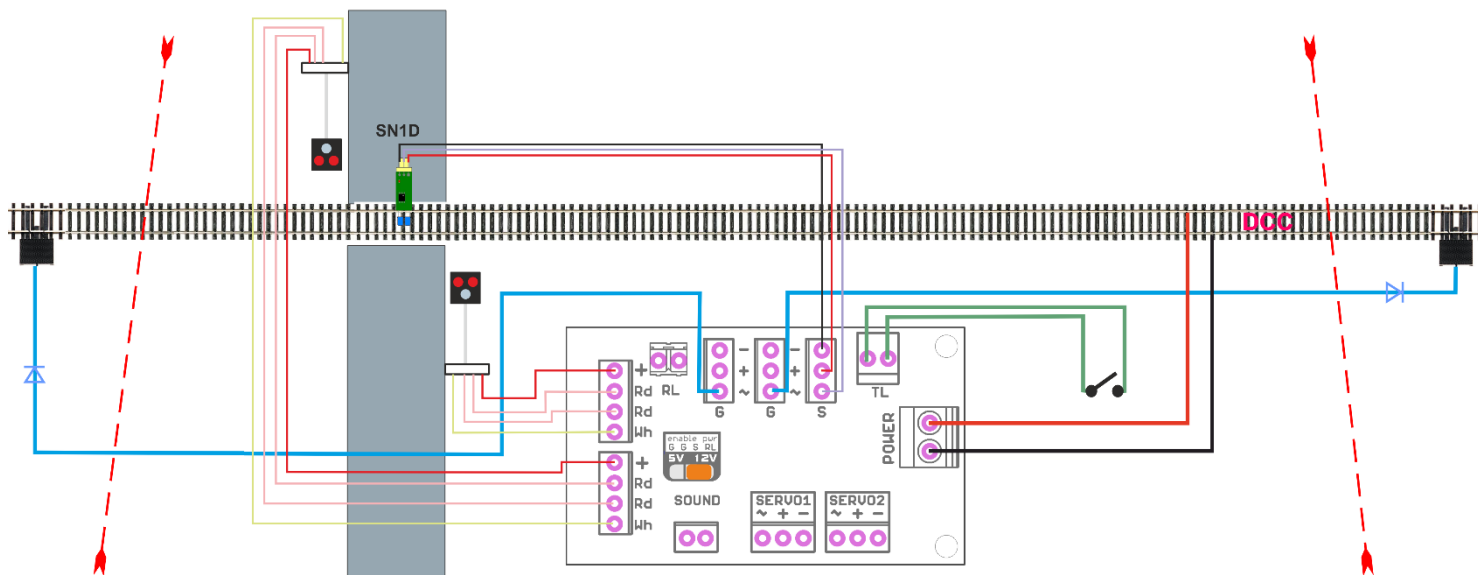 SN1D
DCC
- - 
+ RL + + TL
Rd ~ ~
Rd G G S
Wh
POWER
enable pwr
G G S RL
5V 12V
+
Rd
Rd
Wh
SOUND
SERVO1 SERVO2
~ + - ~ + -